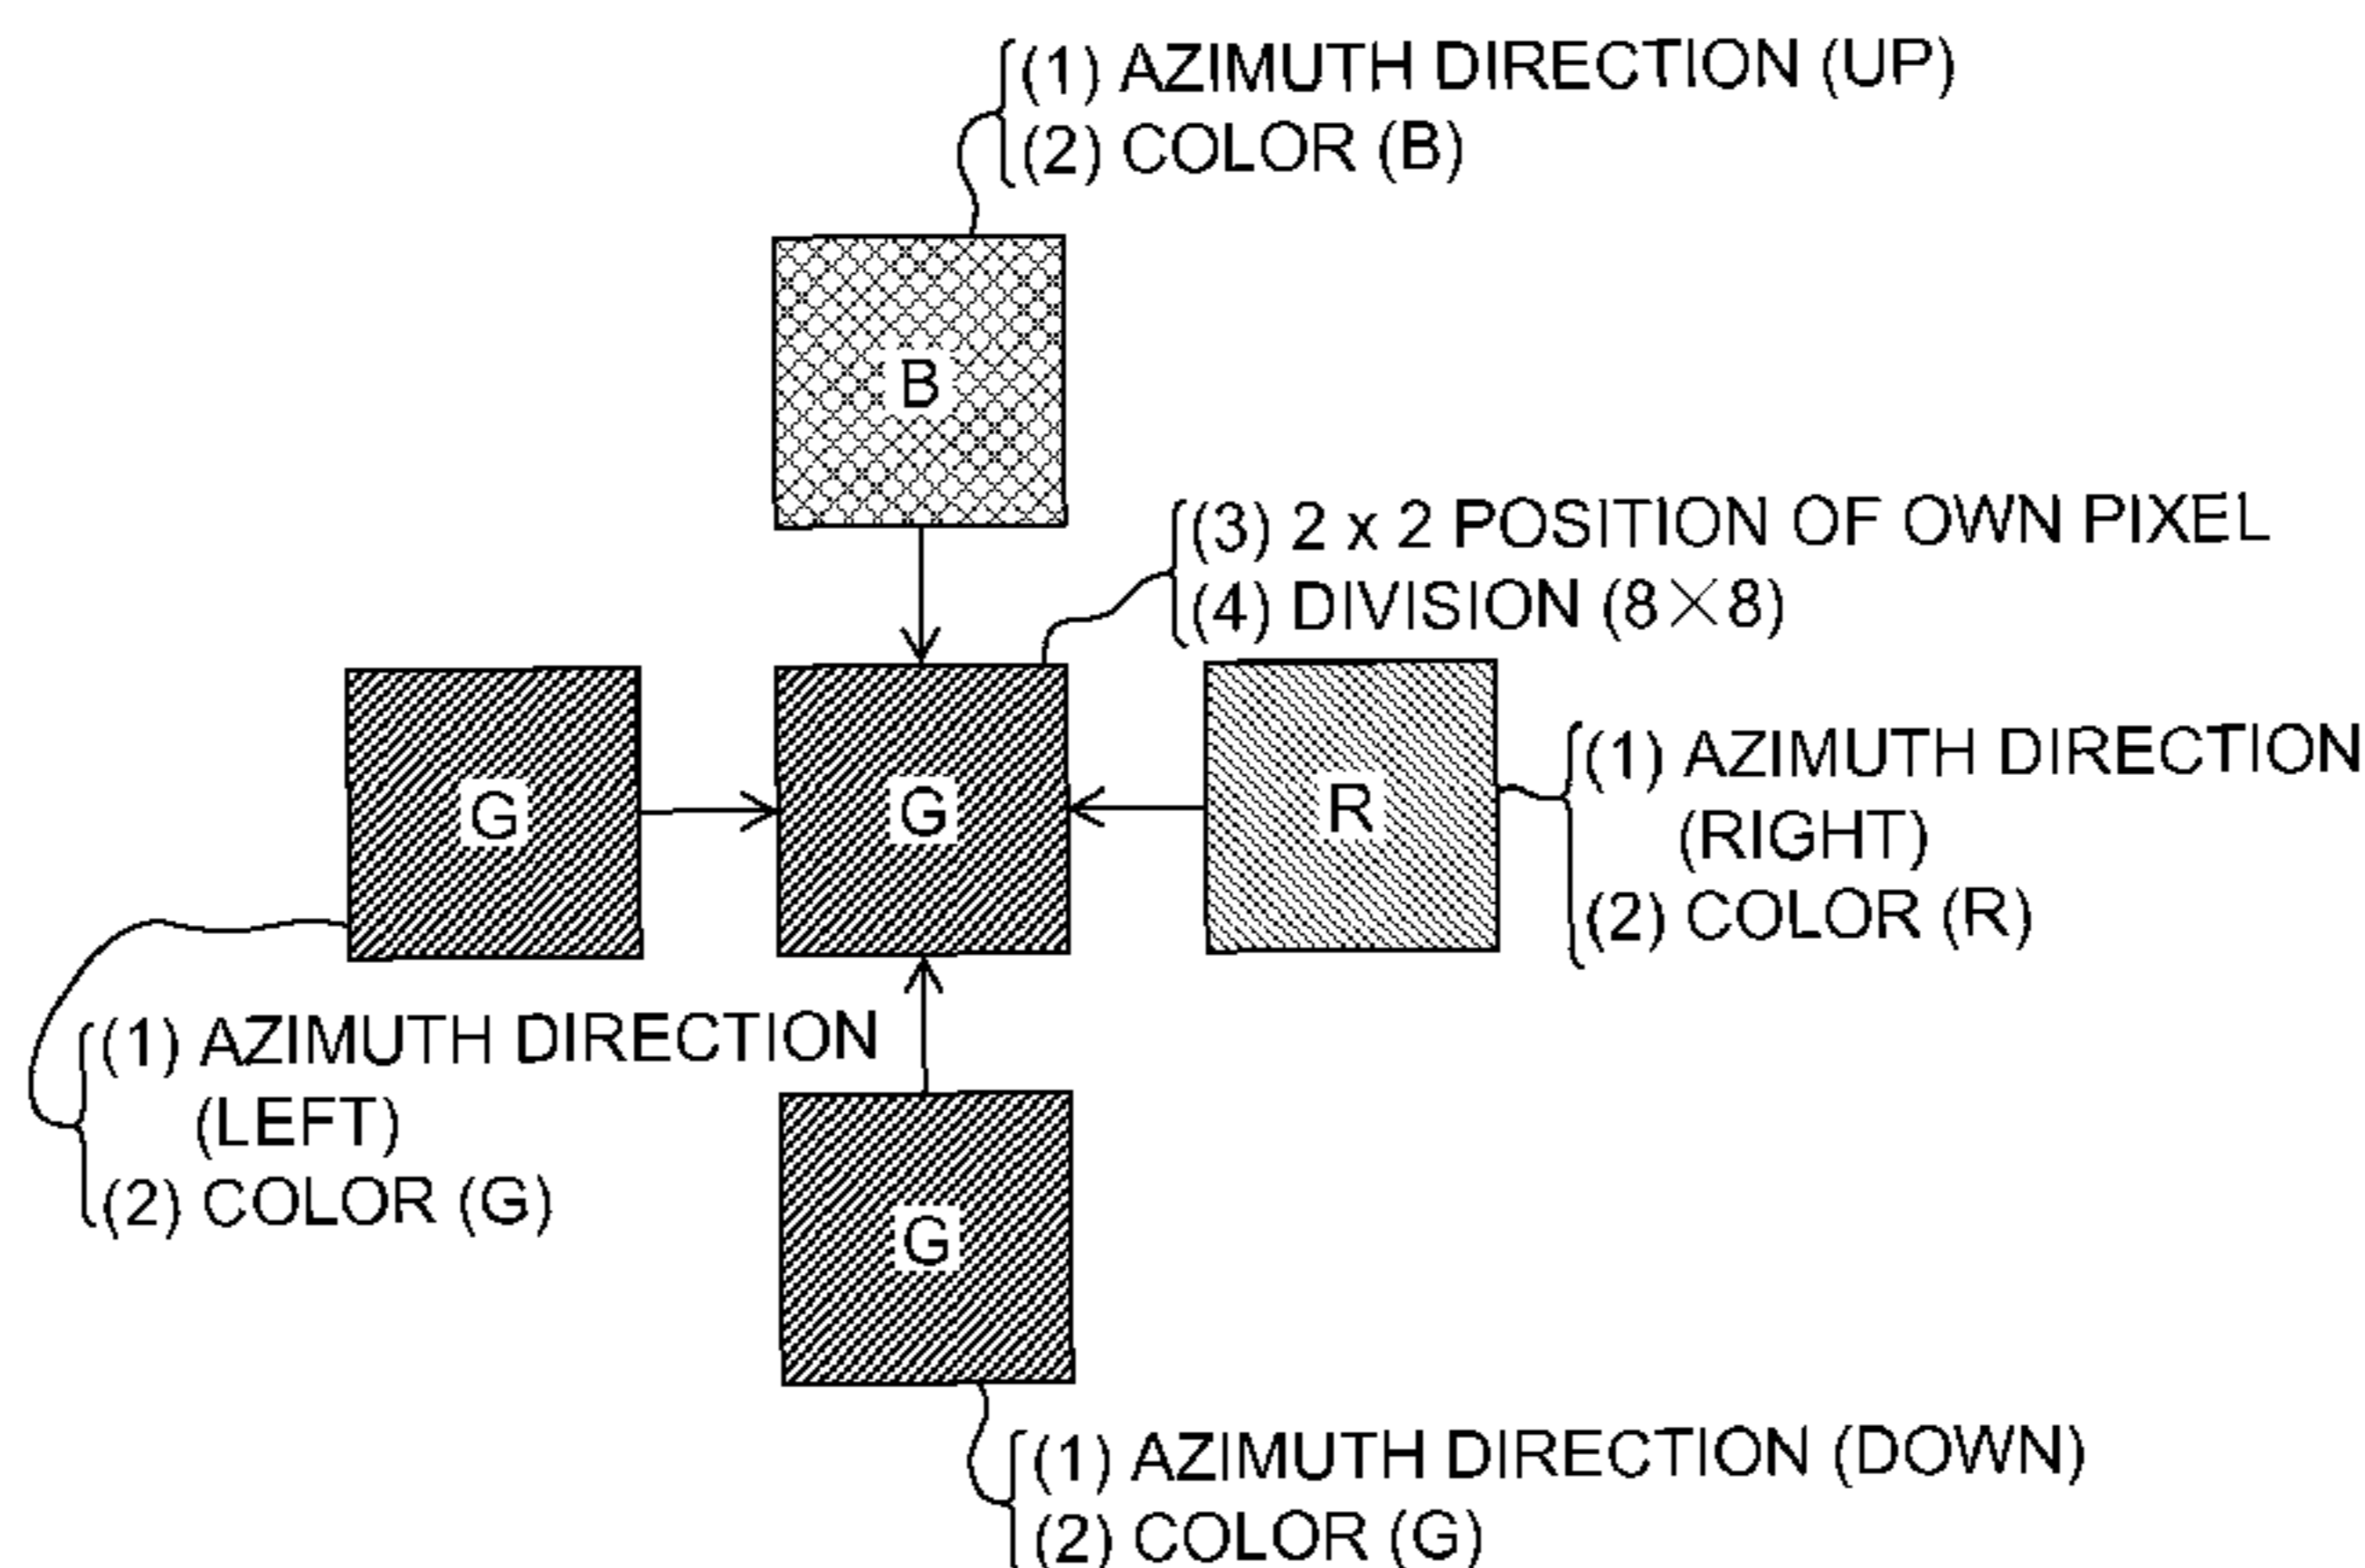 (1) AZIMUTH DIRECTION (UP)
(2) COLOR (B)
B
(3) 2 x 2 POSITION OF OWN PIXEL
(4) DIVISION (8×8)
G
G
R
(1) AZIMUTH DIRECTION
(RIGHT)
(2) COLOR (R)
(1) AZIMUTH DIRECTION
(LEFT)
(2) COLOR (G)
G
(1) AZIMUTH DIRECTION (DOWN)
(2) COLOR (G)